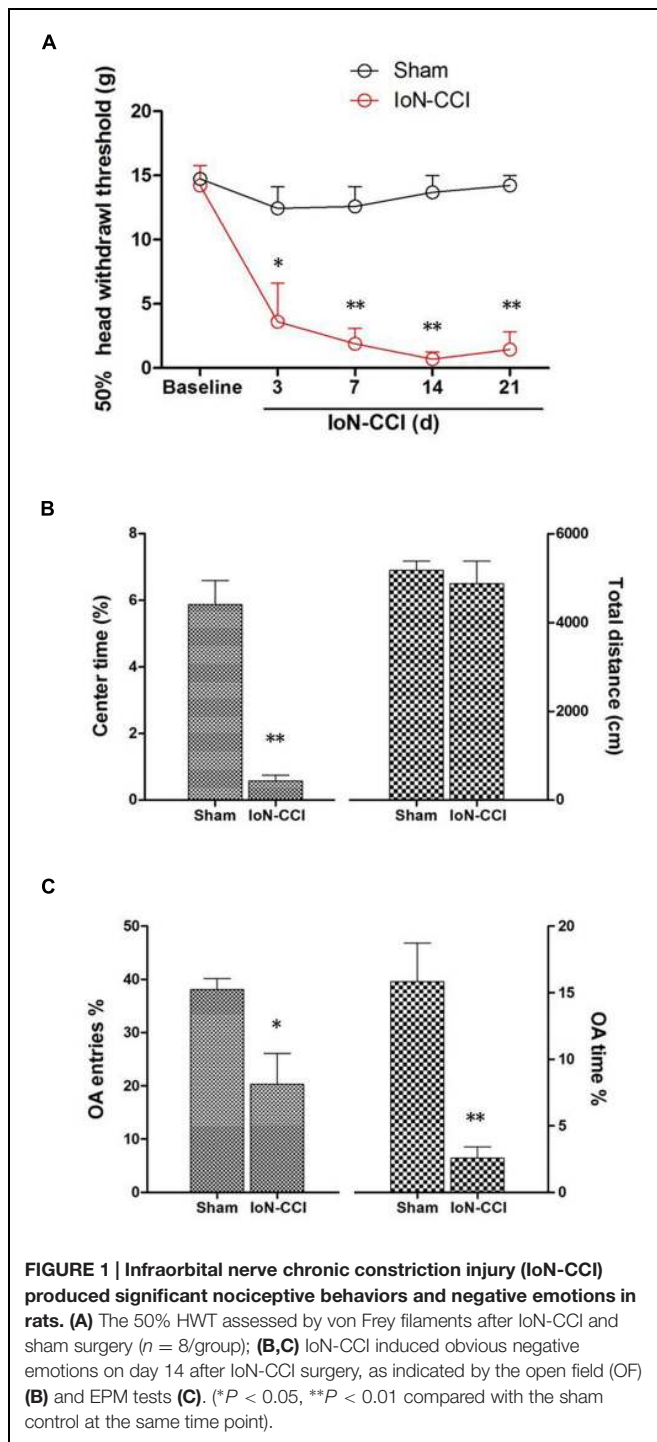 A
Sham
IoN-CCI
50% head withdrawl threshold (g)
20
15
10
5
0
*
**
**
**
Baseline 3 7 14 21
IoN-CCI (d)
B
Center time (%)
8
6
4
2
0
**
Sham IoN-CCI
Sham IoN-CCI
6000
4000
2000
0
Total distance (cm)
C
OA entries %
50
40
30
20
10
0
*
Sham IoN-CCI
**
Sham IoN-CCI
20
15
10
5
0
OA time %
FIGURE 1 | Infraorbital nerve chronic constriction injury (IoN-CCI)
produced significant nociceptive behaviors and negative emotions in
rats. (A) The 50% HWT assessed by von Frey filaments after IoN-CCI and
sham surgery (n = 8/group); (B,C) IoN-CCI induced obvious negative
emotions on day 14 after IoN-CCI surgery, as indicated by the open field (OF)
(B) and EPM tests (C). (*P < 0.05, **P < 0.01 compared with the sham
control at the same time point).